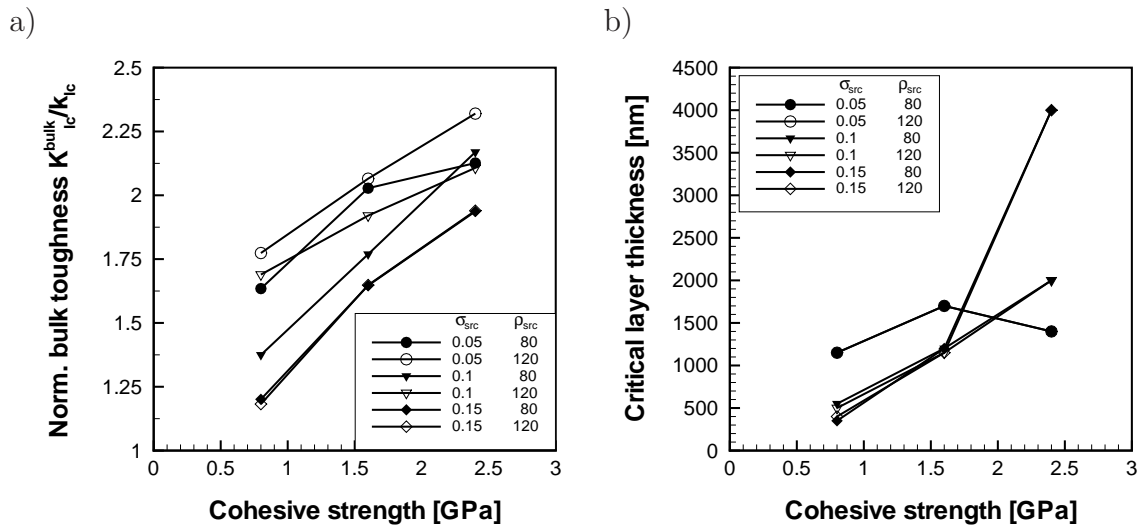 a)
2.5
2.25
2
1.75
1.5
1.25
1
0 0.5 1 1.5 2 2.5 3
Norm. bulk toughness K^bulk_Ic/k_Ic
Cohesive strength [GPa]
σ_src ρ_src
0.05 80
0.05 120
0.1 80
0.1 120
0.15 80
0.15 120
b)
4500
4000
3500
3000
2500
2000
1500
1000
500
0
0 0.5 1 1.5 2 2.5 3
Critical layer thickness [nm]
Cohesive strength [GPa]
σ_src ρ_src
0.05 80
0.05 120
0.1 80
0.1 120
0.15 80
0.15 120